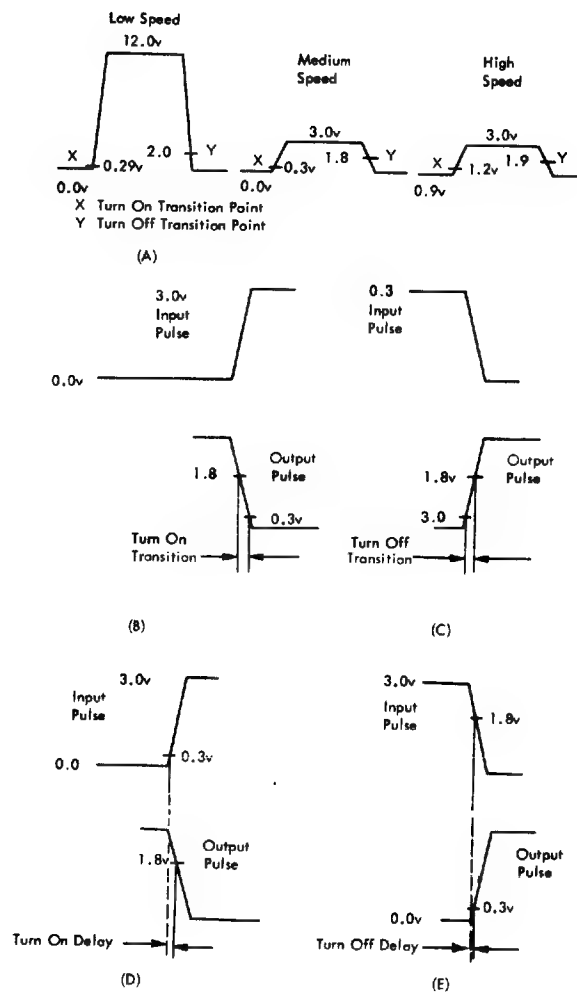 Low Speed
12.0v
Medium
Speed
High
Speed
3.0v
3.0v
X
0.29v
2.0
Y
0.0v
X
0.3v
1.8
Y
0.0v
X
1.2v
1.9
Y
0.9v
X Turn On Transition Point
Y Turn Off Transition Point
(A)
3.0v
Input
Pulse
0.0v
0.3
Input
Pulse
1.8
Output
Pulse
0.3v
Turn On
Transition
(B)
1.8v
Output
Pulse
3.0
Turn Off
Transition
(C)
3.0v
Input
Pulse
0.0
0.3v
1.8v
Output
Pulse
Turn On Delay
(D)
3.0v
Input
Pulse
1.8v
Output
Pulse
0.0v
0.3v
Turn Off Delay
(E)